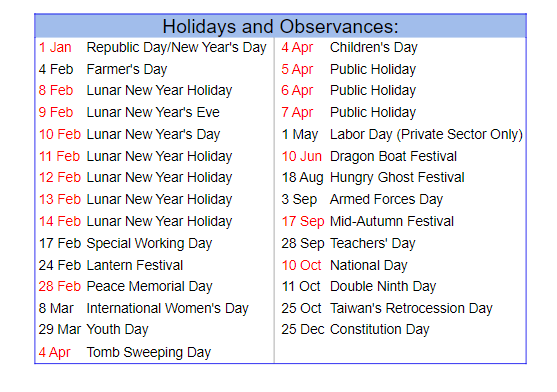 Holidays and Observances:
1 Jan Republic Day/New Year's Day
4 Feb Farmer's Day
8 Feb Lunar New Year Holiday
9 Feb Lunar New Year's Eve
10 Feb Lunar New Year's Day
11 Feb Lunar New Year Holiday
12 Feb Lunar New Year Holiday
13 Feb Lunar New Year Holiday
14 Feb Lunar New Year Holiday
17 Feb Special Working Day
24 Feb Lantern Festival
28 Feb Peace Memorial Day
8 Mar International Women's Day
29 Mar Youth Day
4 Apr Tomb Sweeping Day
4 Apr Children's Day
5 Apr Public Holiday
6 Apr Public Holiday
7 Apr Public Holiday
1 May Labor Day (Private Sector Only)
10 Jun Dragon Boat Festival
18 Aug Hungry Ghost Festival
3 Sep Armed Forces Day
17 Sep Mid-Autumn Festival
28 Sep Teachers' Day
10 Oct National Day
11 Oct Double Ninth Day
25 Oct Taiwan's Retrocession Day
25 Dec Constitution Day